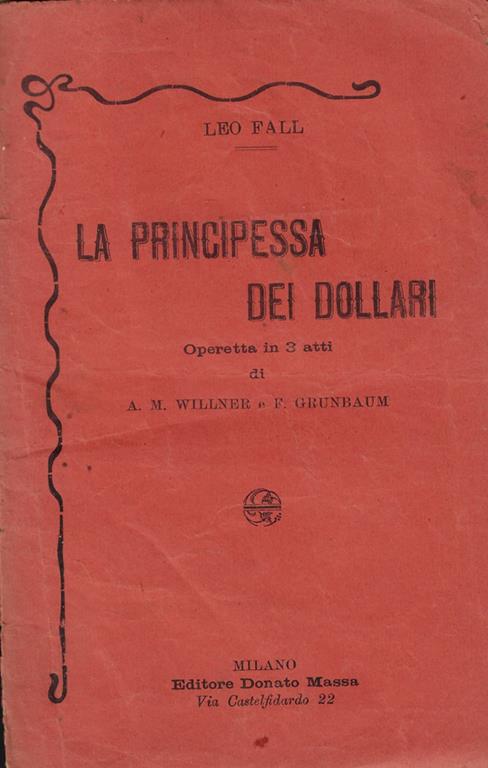 LEO FALL
LA PRINCIPESSA
DEI DOLLARI
Operetta in 3 atti
di
A. M. WILLNER e F. GRUNBAUM
MILANO
Editore Donato Massa
Via Castelfidardo 22